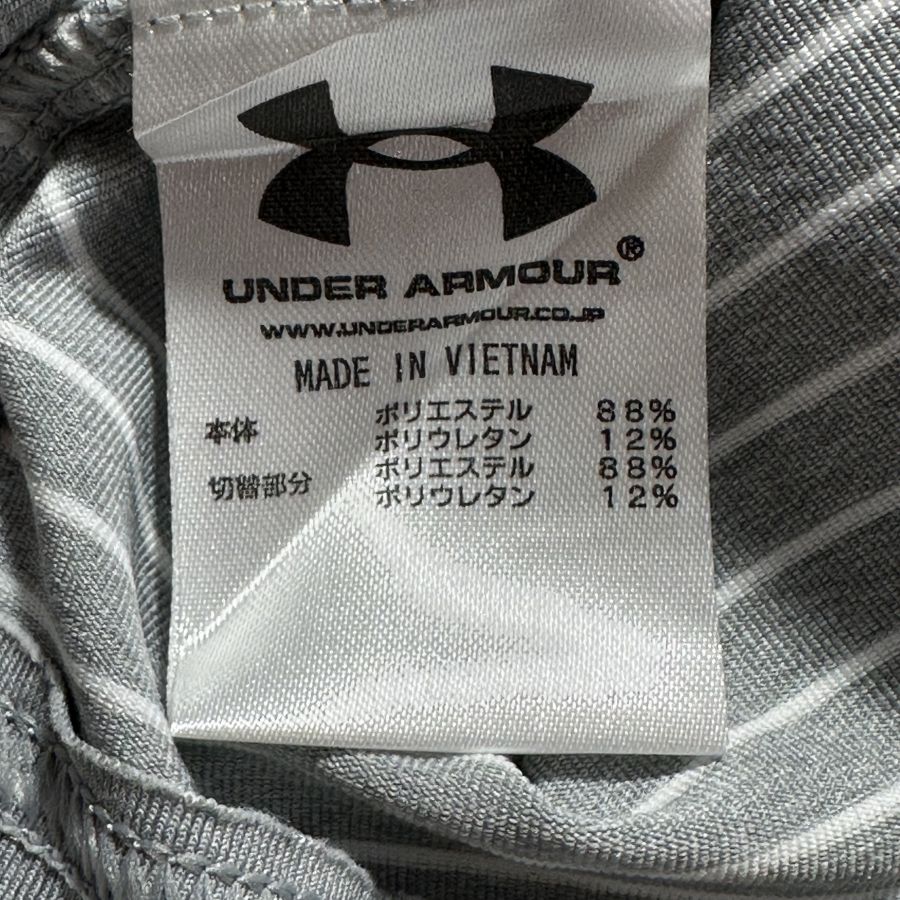 UNDER ARMOUR®
WWW.UNDERARMOUR.CO.JP
MADE IN VIETNAM
本体 ポリエステル 88%
ポリウレタン 12%
切替部分 ポリエステル 88%
ポリウレタン 12%